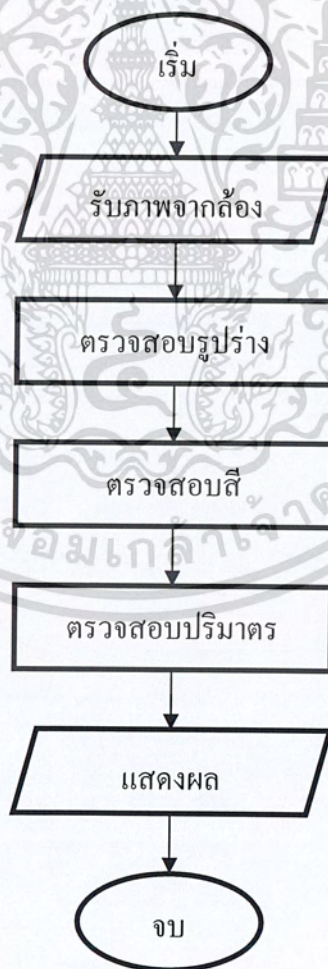 เริ่ม
รับภาพจากล้อง
ตรวจสอบรูปร่าง
ตรวจสอบสี
ตรวจสอบปริมาตร
แสดงผล
จบ